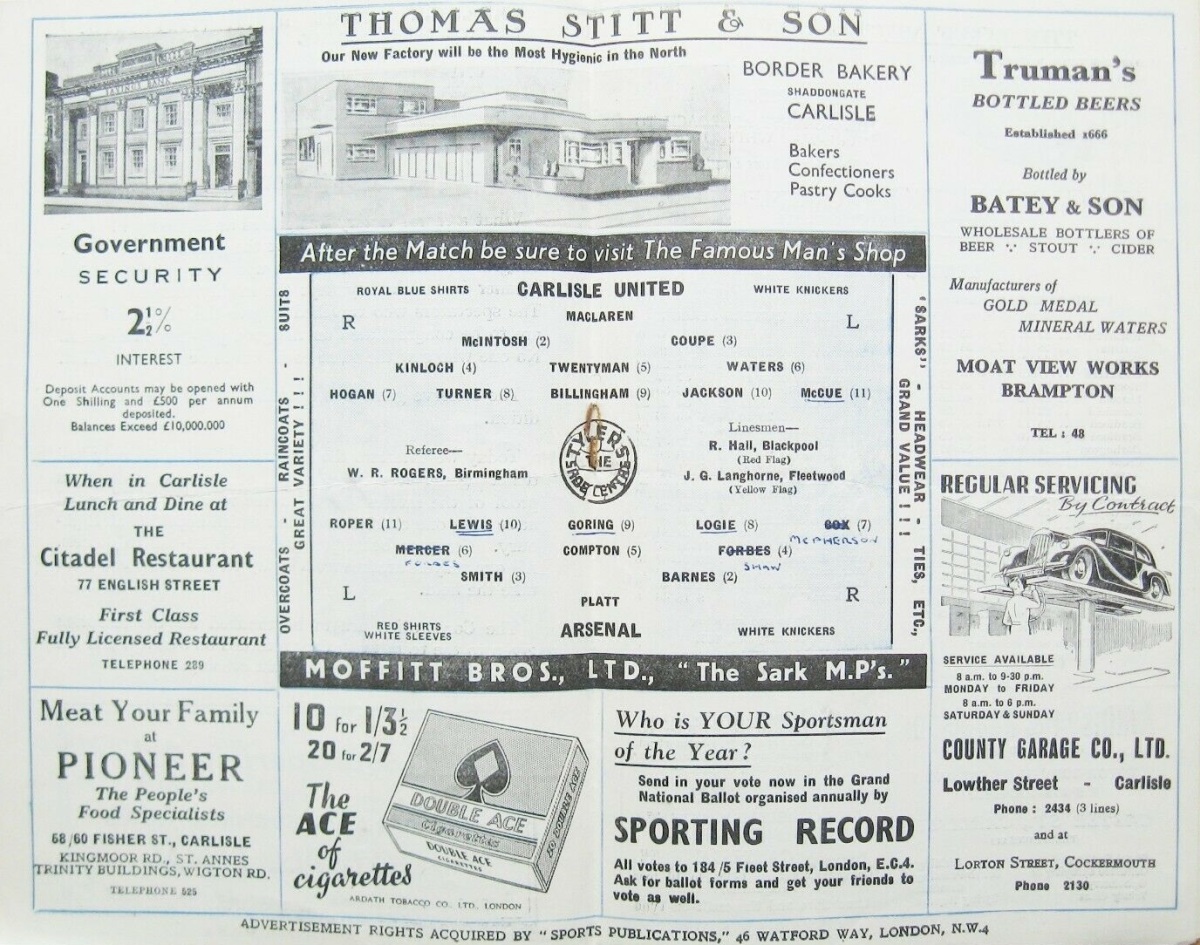 SAVINGS BANK
Government
SECURITY
2½%
INTEREST
Deposit Accounts may be opened with
One Shilling and £500 per annum
deposited.
Balances Exceed £10,000.000
When in Carlisle
Lunch and Dine at
THE
Citadel Restaurant
77 ENGLISH STREET
First Class
Fully Licensed Restaurant
TELEPHONE 289
Meat Your Family
at
PIONEER
The People's
Food Specialists
68/60 FISHER ST., CARLISLE
KINGMOOR RD., ST. ANNES
TRINITY BUILDINGS, WIGTON RD.
TELEPHONE 525
THOMAS STITT & SON
Our New Factory will be the Most Hygienic in the North
BORDER BAKERY
SHADDONGATE
CARLISLE
Bakers
Confectioners
Pastry Cooks
After the Match be sure to visit The Famous Man's Shop
OVERCOATS - RAINCOATS - SUITS
GREAT VARIETY ! ! !
ROYAL BLUE SHIRTS CARLISLE UNITED WHITE KNICKERS
R MACLAREN L
McINTOSH (2) COUPE (3)
KINLOCH (4) TWENTYMAN (5) WATERS (6)
HOGAN (7) TURNER (8) BILLINGHAM (9) JACKSON (10) McCUE (11)
Referee—
W. R. ROGERS, Birmingham
TYLERS
THE
SHOE CENTRE
Linesmen—
R. Hall, Blackpool
(Red Flag)
J. G. Langhorne, Fleetwood
(Yellow Flag)
ROPER (11) LEWIS (10) GORING (9) LOGIE (8) COX (7)
MCPHERSON
MERCER (6) COMPTON (5) FORBES (4)
FORBES SHAW
SMITH (3) BARNES (2)
L PLATT R
RED SHIRTS
WHITE SLEEVES ARSENAL WHITE KNICKERS
"SARKS" - HEADWEAR - TIES, ETC.,
GRAND VALUE ! ! !
MOFFITT BROS., LTD., "The Sark M.P's."
10 for 1/3½
20 for 2/7
The
ACE
of
cigarettes
DOUBLE ACE
Cigarettes
DOUBLE ACE
CIGARETTES
50 DOUBLE ACE
ARDATH TOBACCO CO. LTD. LONDON
Who is YOUR Sportsman
of the Year?
Send in your vote now in the Grand
National Ballot organised annually by
SPORTING RECORD
All votes to 184/5 Fleet Street, London, E.C.4.
Ask for ballot forms and get your friends to
vote as well.
Truman's
BOTTLED BEERS
Established 1666
Bottled by
BATEY & SON
WHOLESALE BOTTLERS OF
BEER ∵ STOUT ∵ CIDER
Manufacturers of
GOLD MEDAL
MINERAL WATERS
MOAT VIEW WORKS
BRAMPTON
TEL : 48
REGULAR SERVICING
By Contract
SERVICE AVAILABLE
8 a.m. to 9-30 p.m.
MONDAY to FRIDAY
8 a.m. to 6 p.m.
SATURDAY & SUNDAY
COUNTY GARAGE CO., LTD.
Lowther Street - Carlisle
Phone : 2434 (3 lines)
and at
LORTON STREET, COCKERMOUTH
Phone 2130
ADVERTISEMENT RIGHTS ACQUIRED BY "SPORTS PUBLICATIONS," 46 WATFORD WAY, LONDON, N.W.4